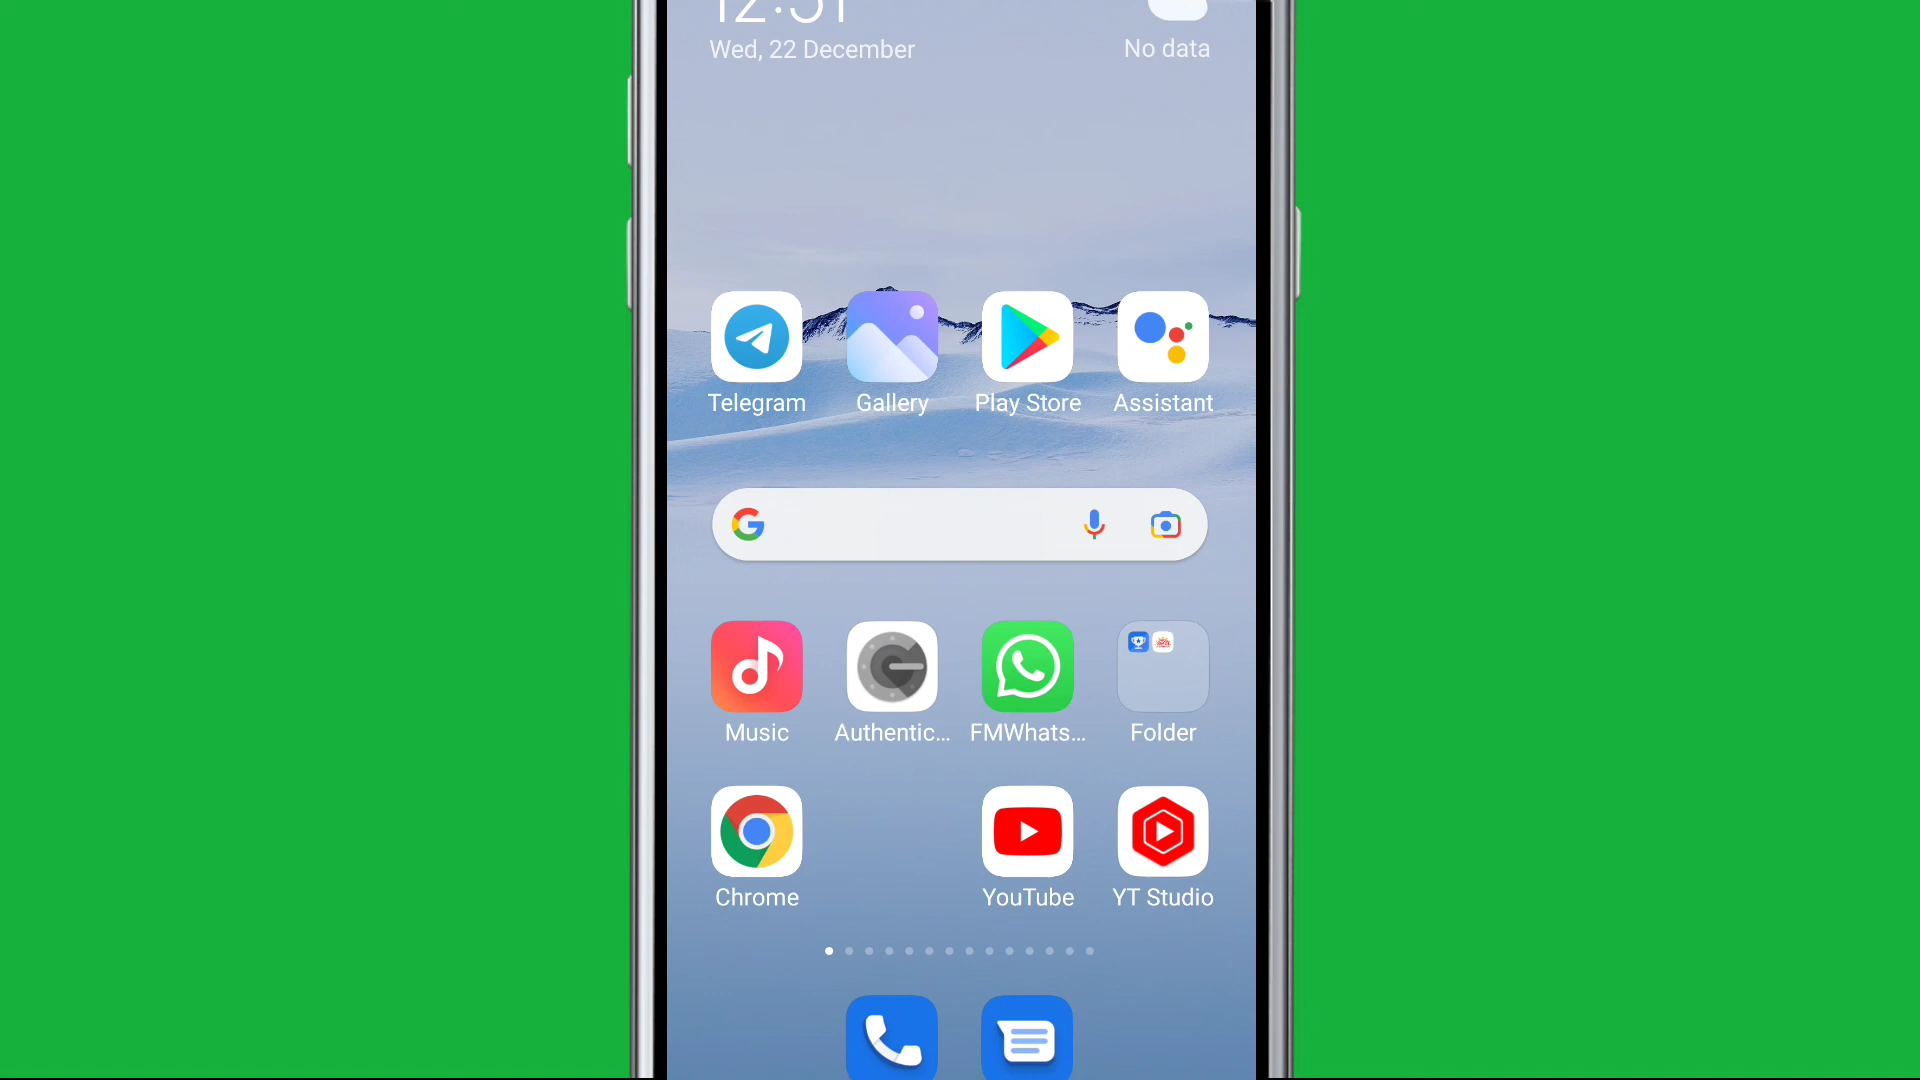 12:51
Wed, 22 December
No data
Telegram
Gallery
Play Store
Assistant
Music
Authentic...
FMWhats...
Folder
Chrome
YouTube
YT Studio